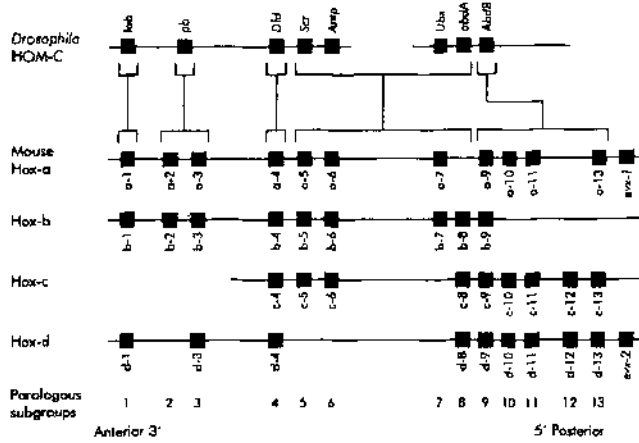 lab pb Dfd Scr Antp Ubx abdA AbdB
Drosophila
HOM-C
Mouse
Hox-a
a-1 a-2 a-3 a-4 a-5 a-6 a-7 a-9 a-10 a-11 a-13 evx-1
Hox-b
b-1 b-2 b-3 b-4 b-5 b-6 b-7 b-8 b-9
Hox-c
c-4 c-5 c-6 c-8 c-9 c-10 c-11 c-12 c-13
Hox-d
d-1 d-3 d-4 d-8 d-9 d-10 d-11 d-12 d-13 evx-2
Paralogous
subgroups
1 2 3 4 5 6 7 8 9 10 11 12 13
Anterior 3' 5' Posterior